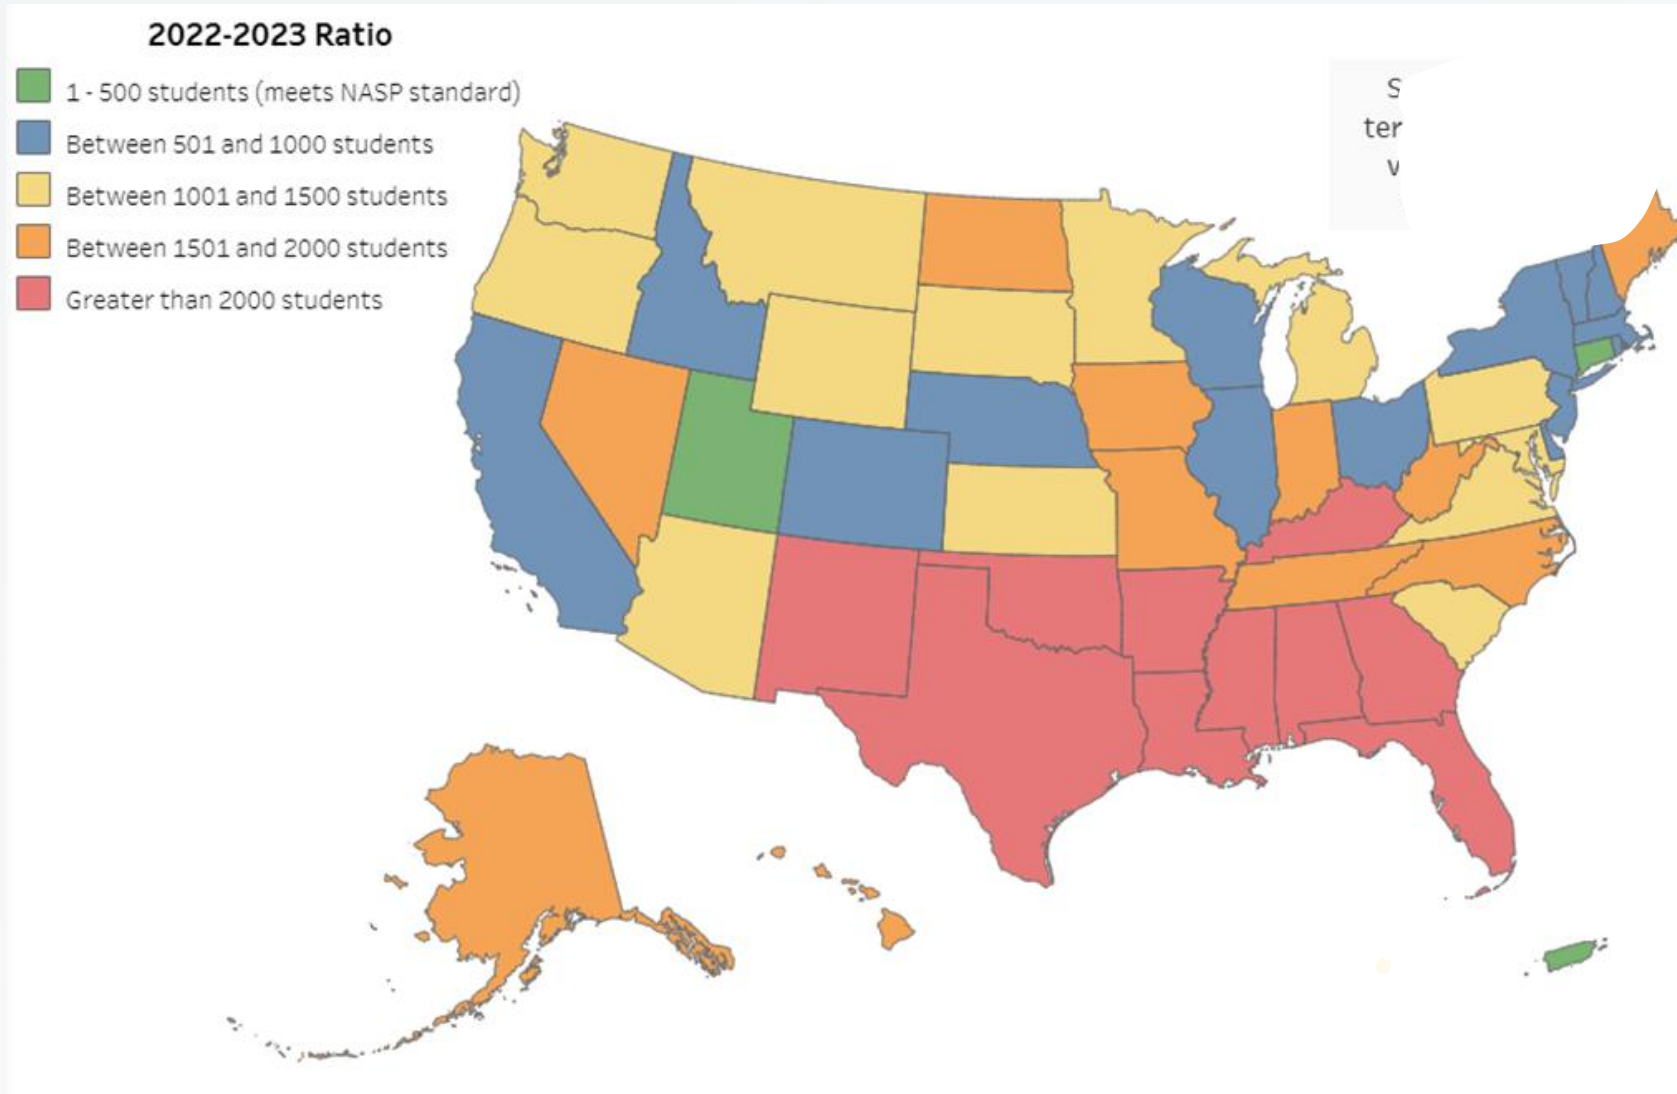 2022-2023 Ratio
1 - 500 students (meets NASP standard)
Between 501 and 1000 students
Between 1001 and 1500 students
Between 1501 and 2000 students
Greater than 2000 students